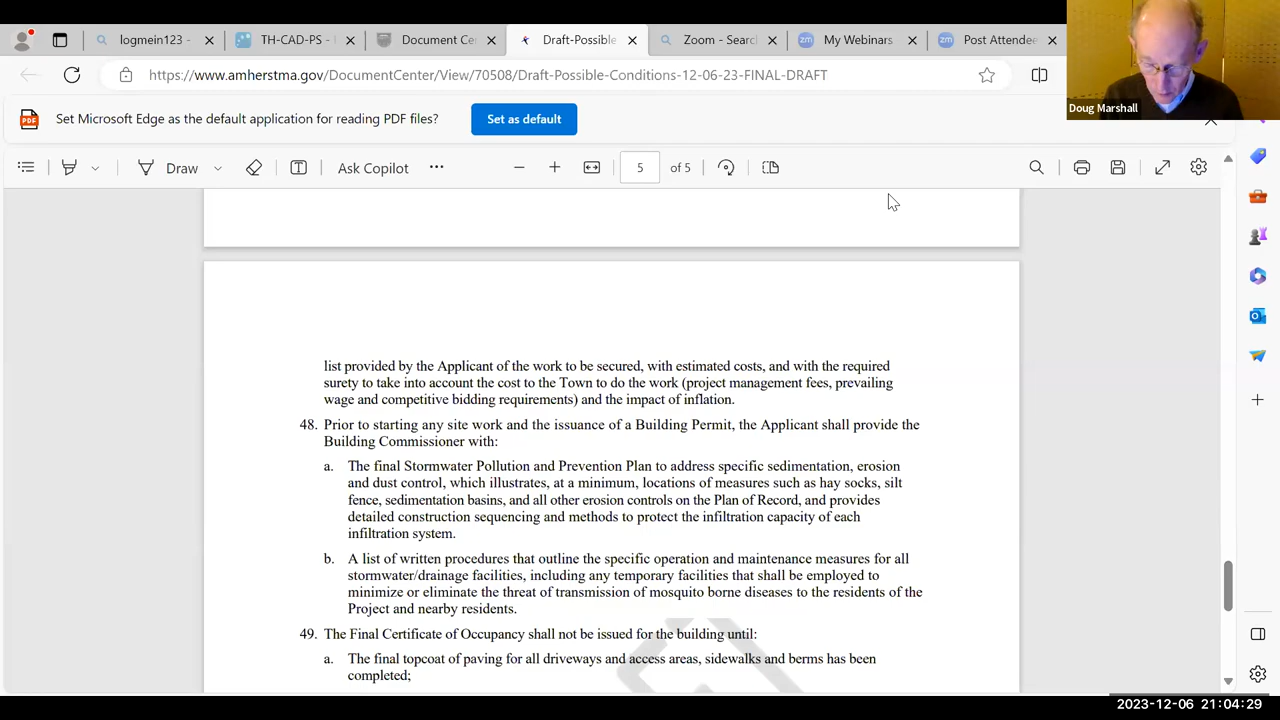 logmein123 -
TH-CAD-PS -
Document Ce
Draft-Possible
Zoom - Searc
My Webinars
Post Attendee
https://www.amherstma.gov/DocumentCenter/View/70508/Draft-Possible-Conditions-12-06-23-FINAL-DRAFT
Doug Marshall
Set Microsoft Edge as the default application for reading PDF files?
Set as default
Draw
Ask Copilot
5 of 5
list provided by the Applicant of the work to be secured, with estimated costs, and with the required
surety to take into account the cost to the Town to do the work (project management fees, prevailing
wage and competitive bidding requirements) and the impact of inflation.
48. Prior to starting any site work and the issuance of a Building Permit, the Applicant shall provide the
Building Commissioner with:
a. The final Stormwater Pollution and Prevention Plan to address specific sedimentation, erosion
and dust control, which illustrates, at a minimum, locations of measures such as hay socks, silt
fence, sedimentation basins, and all other erosion controls on the Plan of Record, and provides
detailed construction sequencing and methods to protect the infiltration capacity of each
infiltration system.
b. A list of written procedures that outline the specific operation and maintenance measures for all
stormwater/drainage facilities, including any temporary facilities that shall be employed to
minimize or eliminate the threat of transmission of mosquito borne diseases to the residents of the
Project and nearby residents.
49. The Final Certificate of Occupancy shall not be issued for the building until:
a. The final topcoat of paving for all driveways and access areas, sidewalks and berms has been
completed;
2023-12-06 21:04:29